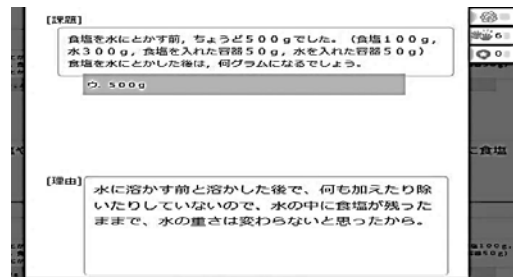 [課題]
食塩を水にとかす前，ちょうど５００ｇでした。（食塩１００ｇ，
水３００ｇ，食塩を入れた容器５０ｇ，水を入れた容器５０ｇ）
食塩を水にとかした後は，何グラムになるでしょう。
ウ．５００ｇ
[理由]
水に溶かす前と溶かした後で、何も加えたり除
いたりしていないので、水の中に食塩が残った
ままで、水の重さは変わらないと思ったから。
6
0
に食塩